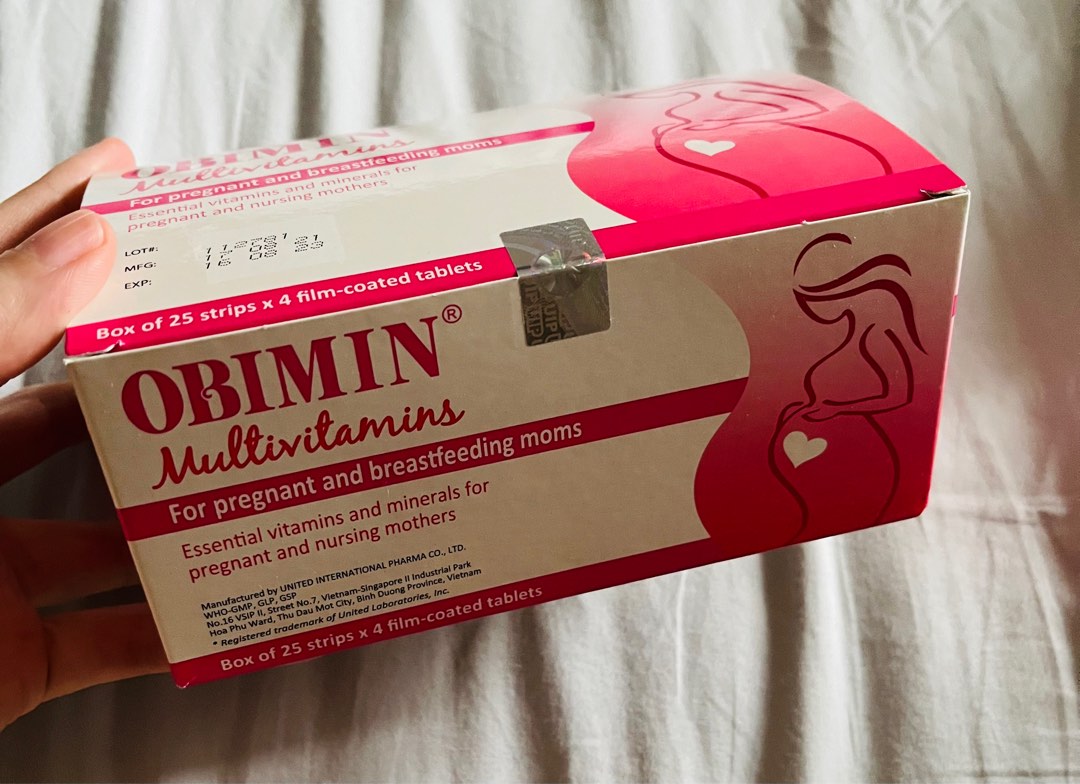 OBIMIN
Multivitamins
For pregnant and breastfeeding moms
Essential vitamins and minerals for
pregnant and nursing mothers
LOT#:
MFG:
EXP:
Box of 25 strips x 4 film-coated tablets
OBIMIN®
Multivitamins
For pregnant and breastfeeding moms
Essential vitamins and minerals for
pregnant and nursing mothers
Manufactured by UNITED INTERNATIONAL PHARMA CO., LTD.
WHO-GMP, GLP, GSP
No.16 VSIP II, Street No.7, Vietnam-Singapore II Industrial Park
Hoa Phu Ward, Thu Dau Mot City, Binh Duong Province, Vietnam
* Registered trademark of United Laboratories, Inc.
Box of 25 strips x 4 film-coated tablets